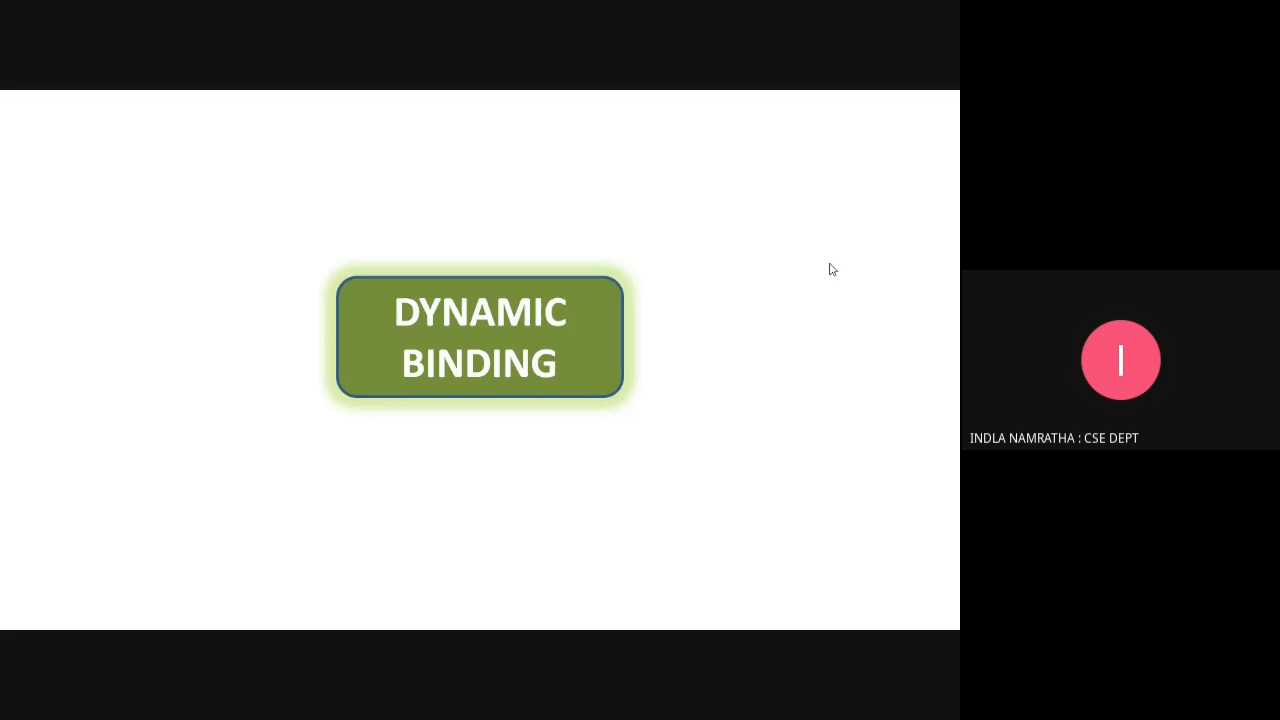 DYNAMIC
BINDING
I
INDLA NAMRATHA : CSE DEPT